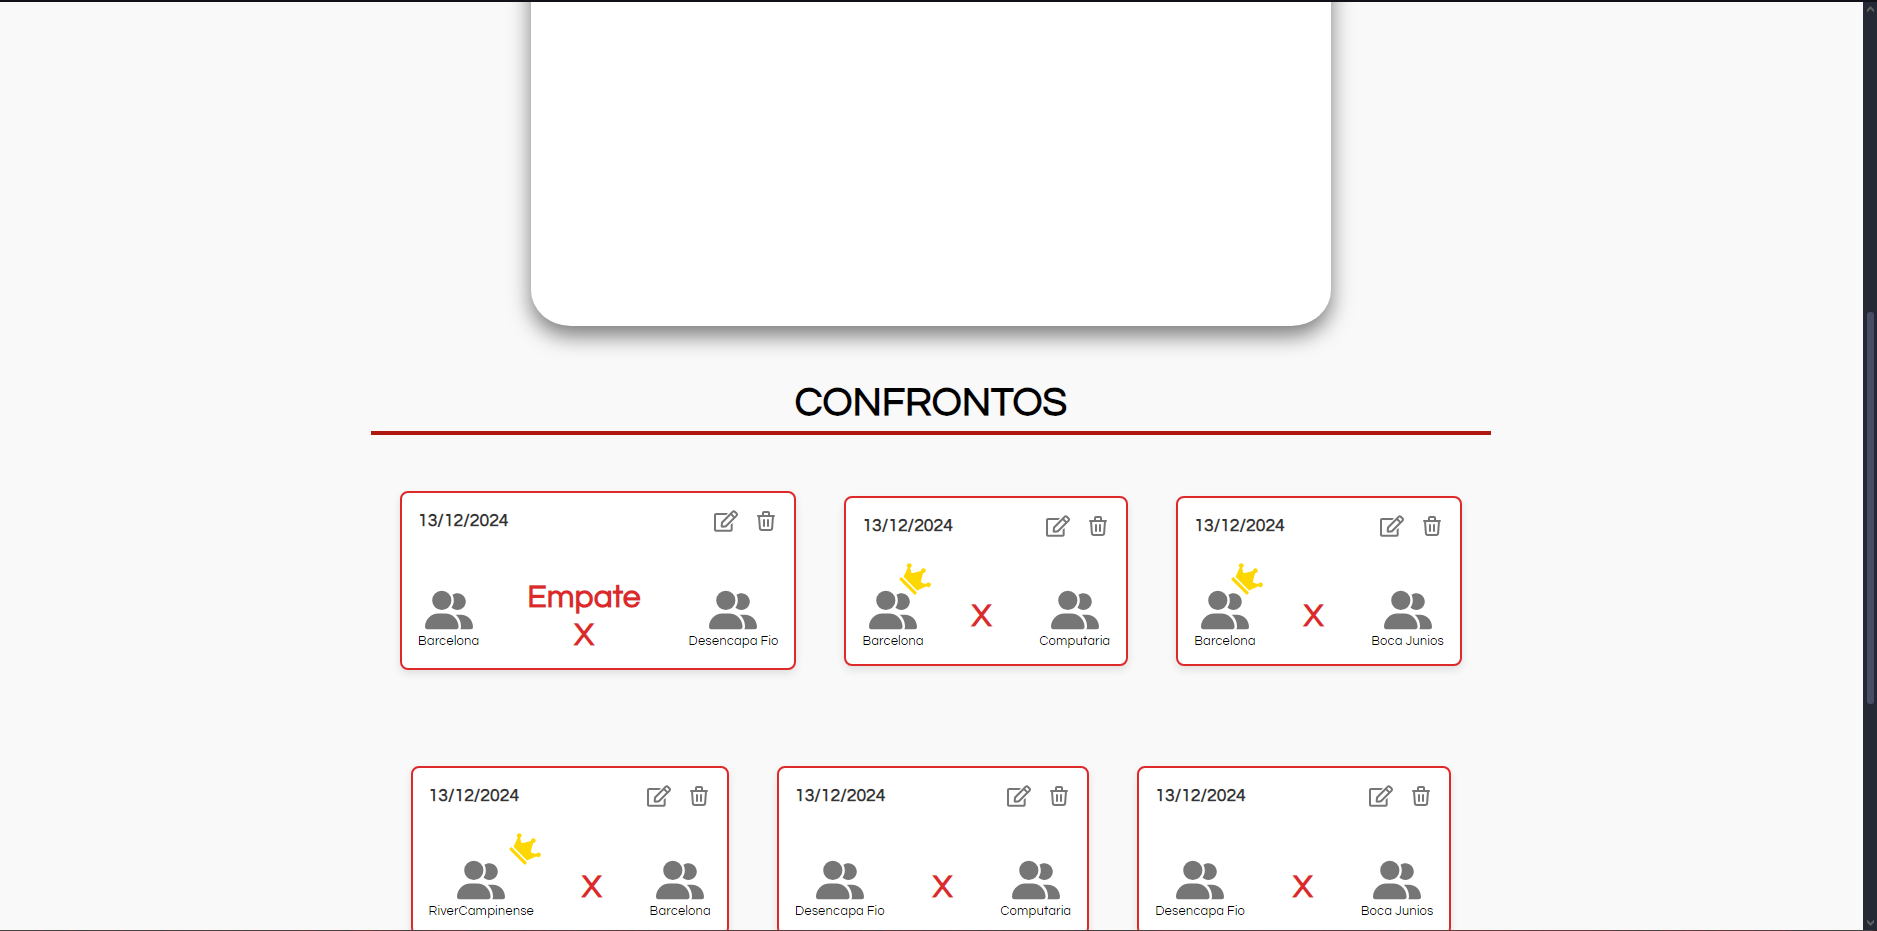 CONFRONTOS
13/12/2024
Empate
X
Barcelona
Desencapa Fio
13/12/2024
X
Barcelona
Computaria
13/12/2024
X
Barcelona
Boca Junios
13/12/2024
X
RiverCampinense
Barcelona
13/12/2024
X
Desencapa Fio
Computaria
13/12/2024
X
Desencapa Fio
Boca Junios